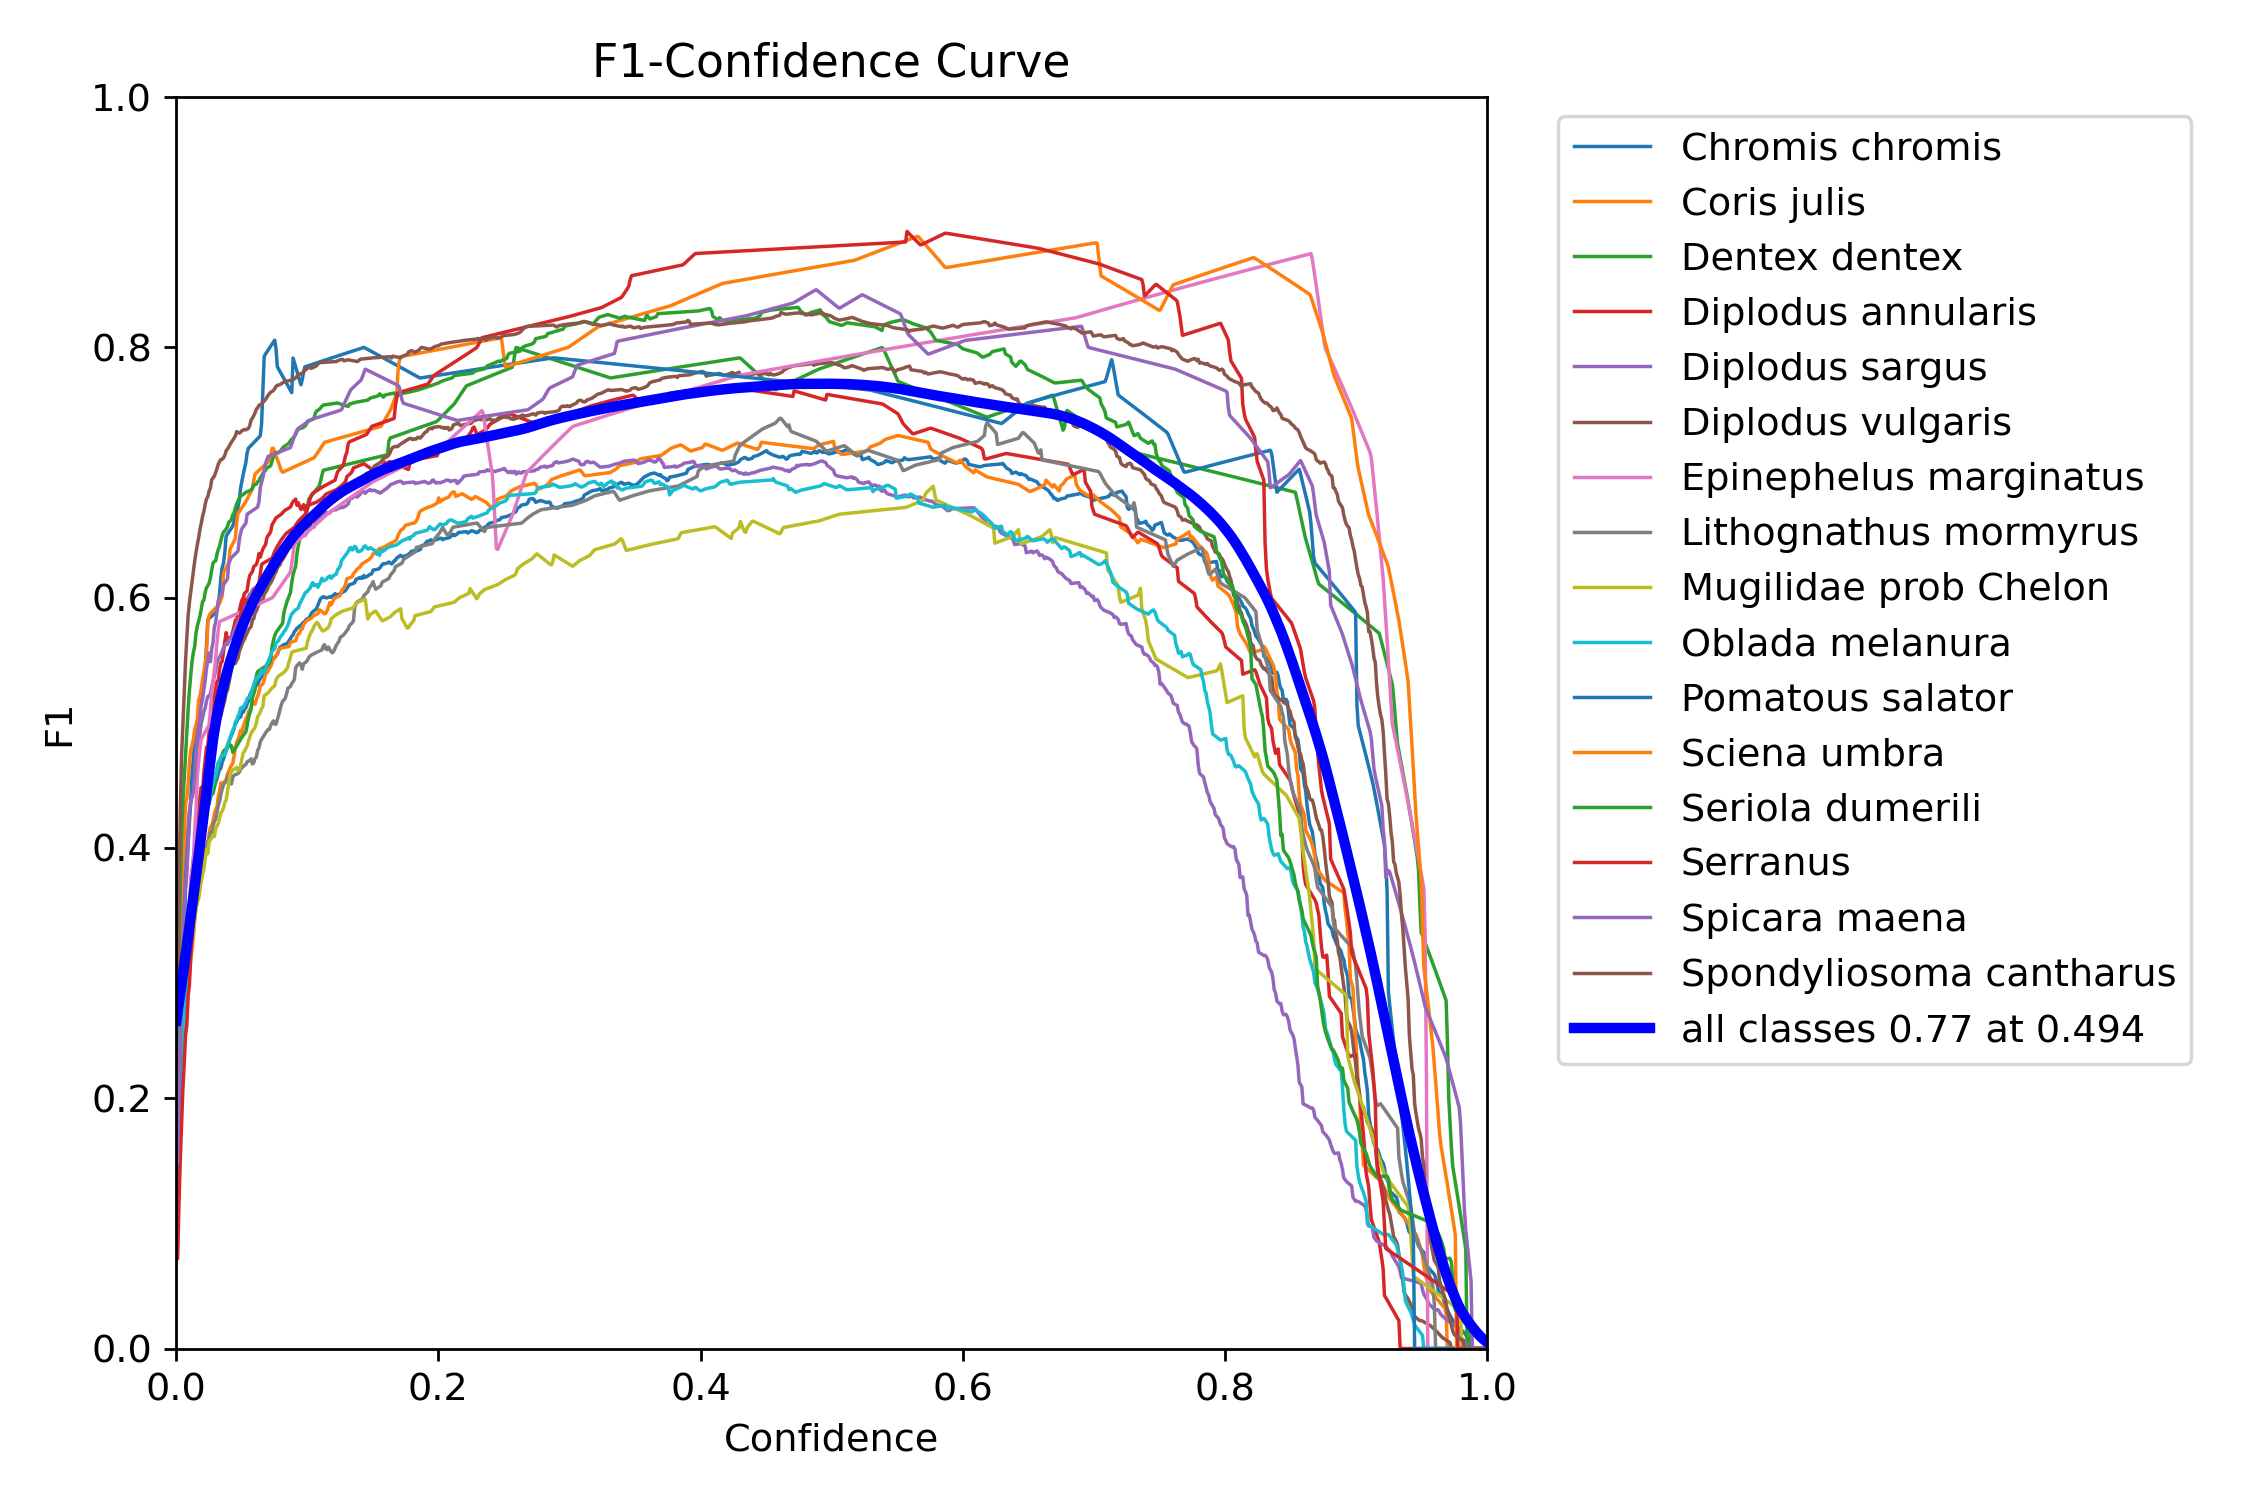 F1-Confidence Curve
1.0
0.8
0.6
0.4
0.2
0.0
F1
0.0 0.2 0.4 0.6 0.8 1.0
Confidence
Chromis chromis
Coris julis
Dentex dentex
Diplodus annularis
Diplodus sargus
Diplodus vulgaris
Epinephelus marginatus
Lithognathus mormyrus
Mugilidae prob Chelon
Oblada melanura
Pomatous salator
Sciena umbra
Seriola dumerili
Serranus
Spicara maena
Spondyliosoma cantharus
all classes 0.77 at 0.494